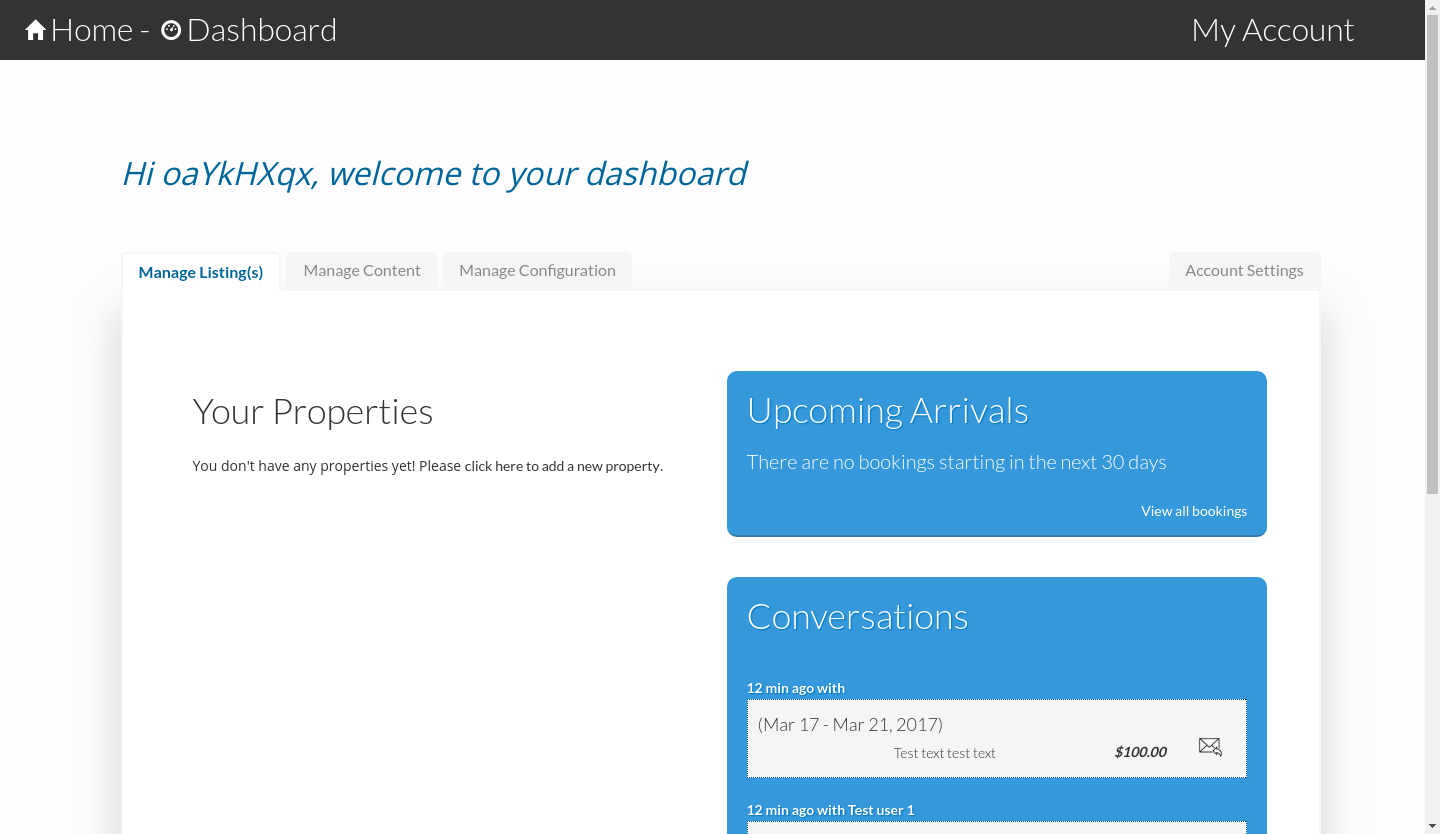 Home - Dashboard
My Account
Hi oaYkHXqx, welcome to your dashboard
Manage Listing(s)
Manage Content
Manage Configuration
Account Settings
Your Properties
You don't have any properties yet! Please click here to add a new property.
Upcoming Arrivals
There are no bookings starting in the next 30 days
View all bookings
Conversations
12 min ago with
(Mar 17 - Mar 21, 2017)
Test text test text
$100.00
12 min ago with Test user 1